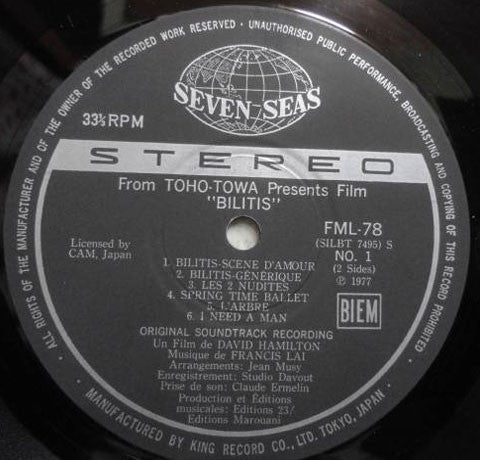 ALL RIGHTS OF THE MANUFACTURER AND OF THE OWNER OF THE RECORDED WORK RESERVED - UNAUTHORISED PUBLIC PERFORMANCE, BROADCASTING AND COPYING OF THIS RECORD PROHIBITED
SEVEN SEAS
33⅓RPM
STEREO
From TOHO-TOWA Presents Film
"BILITIS"
FML-78
(SILBT 7495) S
NO. 1
(2 Sides)
℗ 1977
BIEM
Licensed by
CAM, Japan
1. BILITIS-SCENE D'AMOUR
2. BILITIS-GÉNÉRIQUE
3. LES 2 NUDITES
4. SPRING TIME BALLET
5. L'ARBRE
6. I NEED A MAN
ORIGINAL SOUNDTRACK RECORDING
Un Film de DAVID HAMILTON
Musique de FRANCIS LAI
Arrangements: Jean Musy
Enregistrement: Studio Davout
Prise de son: Claude Ermelin
Production et Éditions
musicales: Editions 23/
Editions Marouani
MANUFACTURED BY KING RECORD CO., LTD. TOKYO, JAPAN